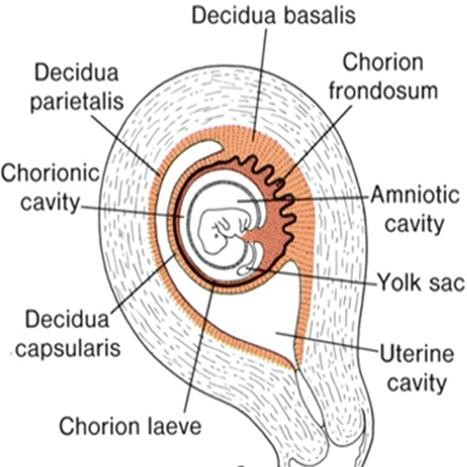 Decidua basalis
Decidua
parietalis
Chorion
frondosum
Chorionic
cavity
Amniotic
cavity
Yolk sac
Decidua
capsularis
Uterine
cavity
Chorion laeve